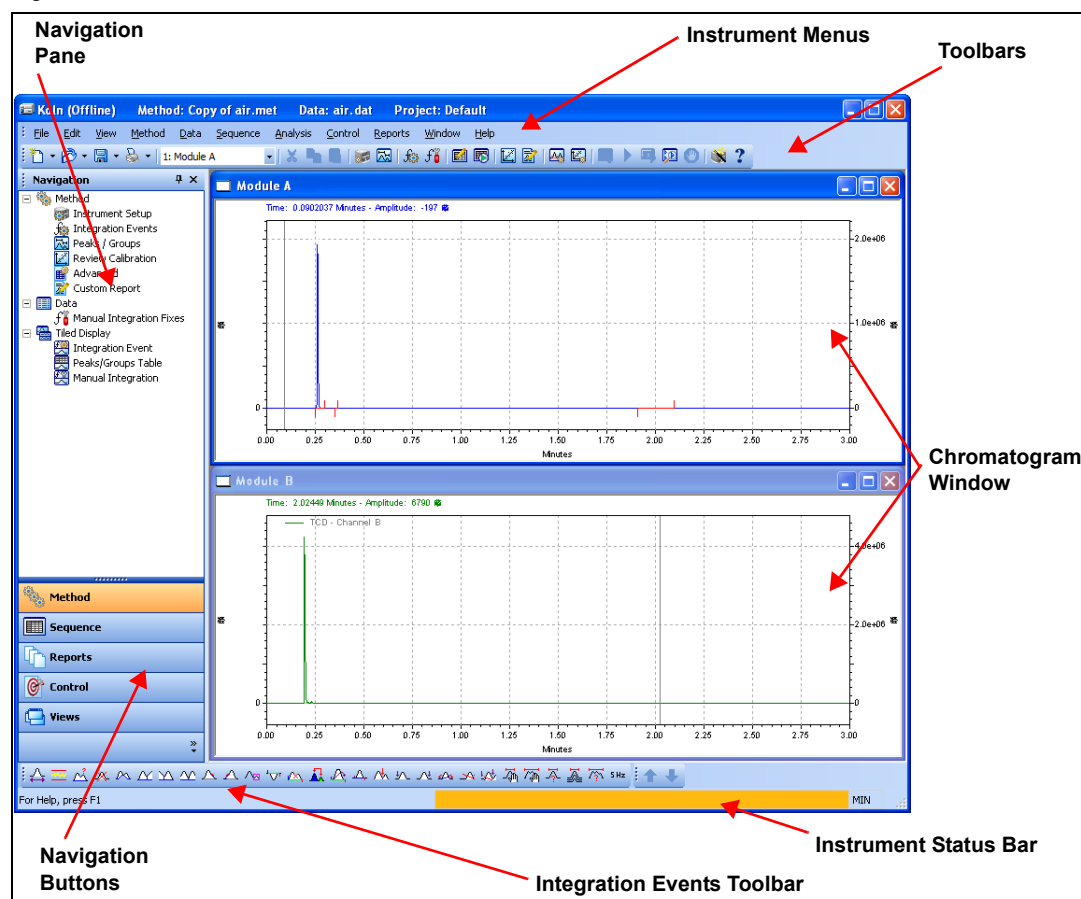 Navigation
Pane
Instrument Menus
Toolbars
Koln (Offline) Method: Copy of air.met Data: air.dat Project: Default
File Edit View Method Data Sequence Analysis Control Reports Window Help
1: Module A
Navigation
Method
Instrument Setup
Integration Events
Peaks / Groups
Review Calibration
Advanced
Custom Report
Data
Manual Integration Fixes
Tiled Display
Integration Event
Peaks/Groups Table
Manual Integration
Module A
Time: 0.0902037 Minutes - Amplitude: -197
2.0e+06
1.0e+06
0 0
0.00 0.25 0.50 0.75 1.00 1.25 1.50 1.75 2.00 2.25 2.50 2.75 3.00
Minutes
Module B
Time: 2.02449 Minutes - Amplitude: 6790
TCD - Channel B
4.0e+06
2.0e+06
0 0
0.00 0.25 0.50 0.75 1.00 1.25 1.50 1.75 2.00 2.25 2.50 2.75 3.00
Minutes
Chromatogram
Window
Method
Sequence
Reports
Control
Views
5 Hz
For Help, press F1
MIN
Navigation
Buttons
Integration Events Toolbar
Instrument Status Bar